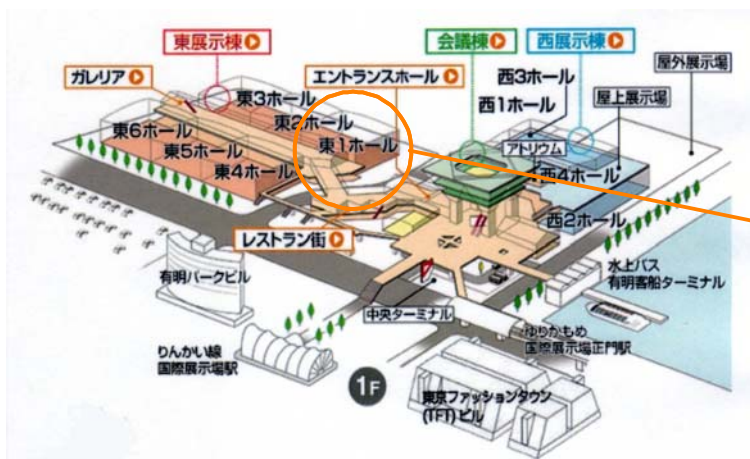 東展示棟
会議棟
西展示棟
ガレリア
エントランスホール
西3ホール
西1ホール
屋外展示場
屋上展示場
東3ホール
東2ホール
東1ホール
東6ホール
東5ホール
東4ホール
アトリウム
西4ホール
西2ホール
レストラン街
有明パークビル
水上バス
有明客船ターミナル
中央ターミナル
ゆりかもめ
国際展示場正門駅
りんかい線
国際展示場駅
1F
東京ファッションタウン
(TFT)ビル